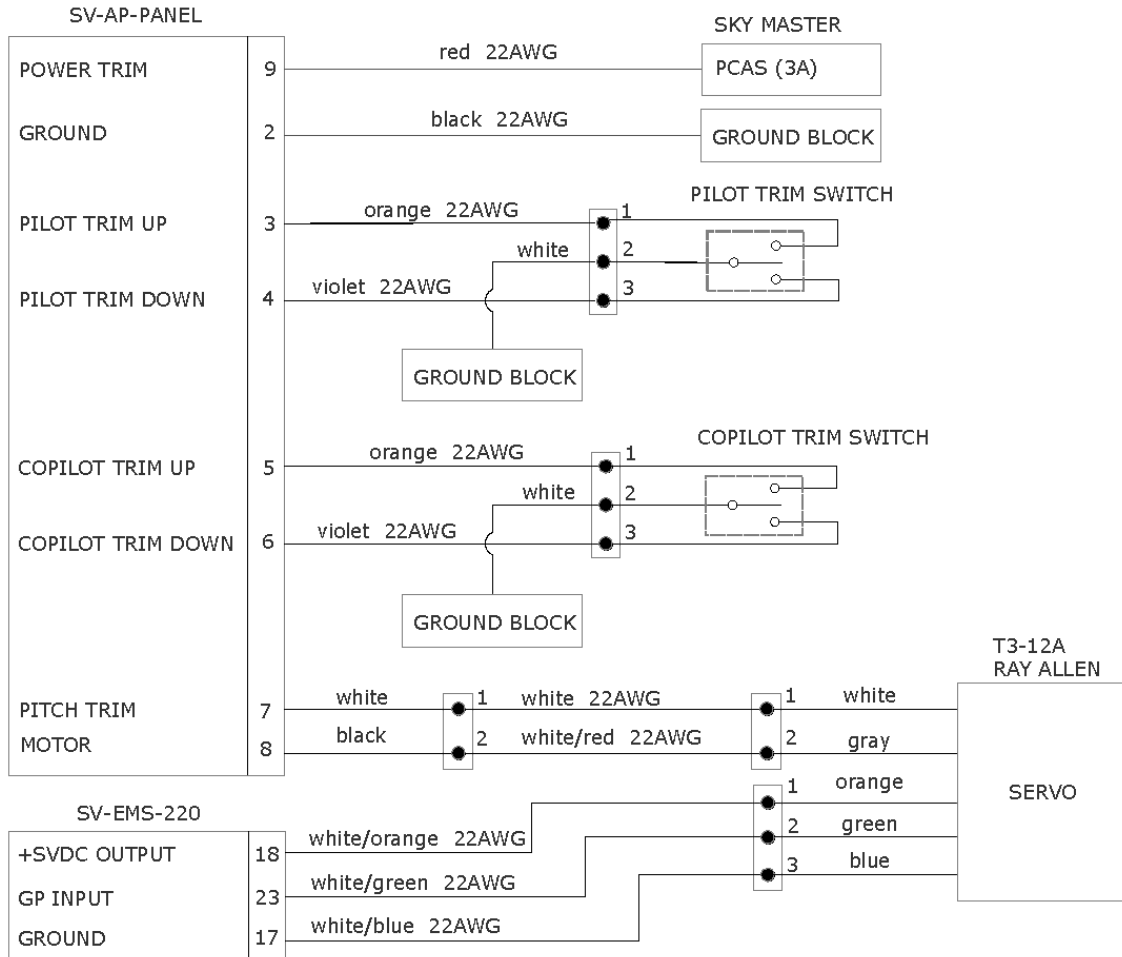 SV-AP-PANEL
SKY MASTER
POWER TRIM 9 red 22AWG PCAS (3A)
GROUND 2 black 22AWG GROUND BLOCK
PILOT TRIM SWITCH
PILOT TRIM UP 3 orange 22AWG 1
white 2
PILOT TRIM DOWN 4 violet 22AWG 3
GROUND BLOCK
COPILOT TRIM SWITCH
COPILOT TRIM UP 5 orange 22AWG 1
white 2
COPILOT TRIM DOWN 6 violet 22AWG 3
GROUND BLOCK
T3-12A
RAY ALLEN
PITCH TRIM 7 white 1 white 22AWG 1 white
MOTOR 8 black 2 white/red 22AWG 2 gray
1 orange
SERVO
SV-EMS-220
2 green
+SVDC OUTPUT 18 white/orange 22AWG
3 blue
GP INPUT 23 white/green 22AWG
GROUND 17 white/blue 22AWG